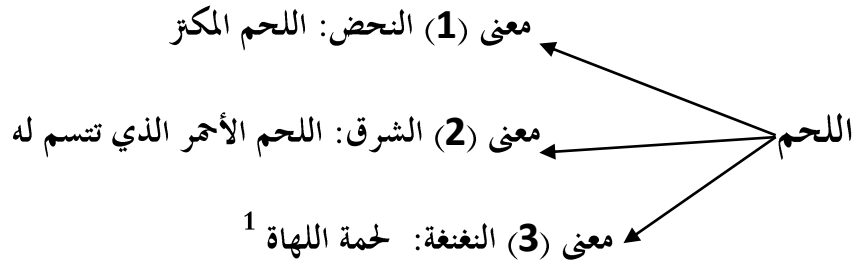 معنى (1) النحض: اللحم المكتز
معنى (2) الشرق: اللحم الأحمر الذي تتسم له
اللحم
معنى (3) النغنغة: لحمة اللهاة 1